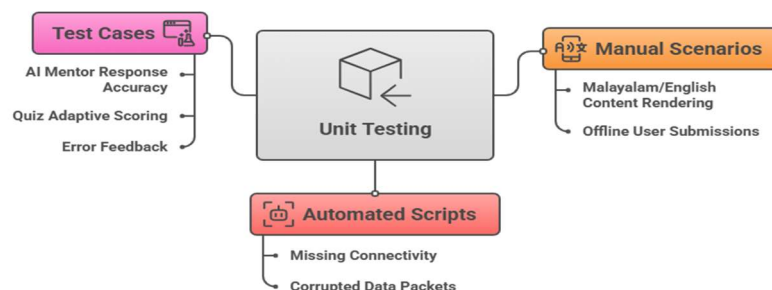 Test Cases
AI Mentor Response
Accuracy
Quiz Adaptive Scoring
Error Feedback
Unit Testing
Manual Scenarios
Malayalam/English
Content Rendering
Offline User Submissions
Automated Scripts
Missing Connectivity
Corrupted Data Packets